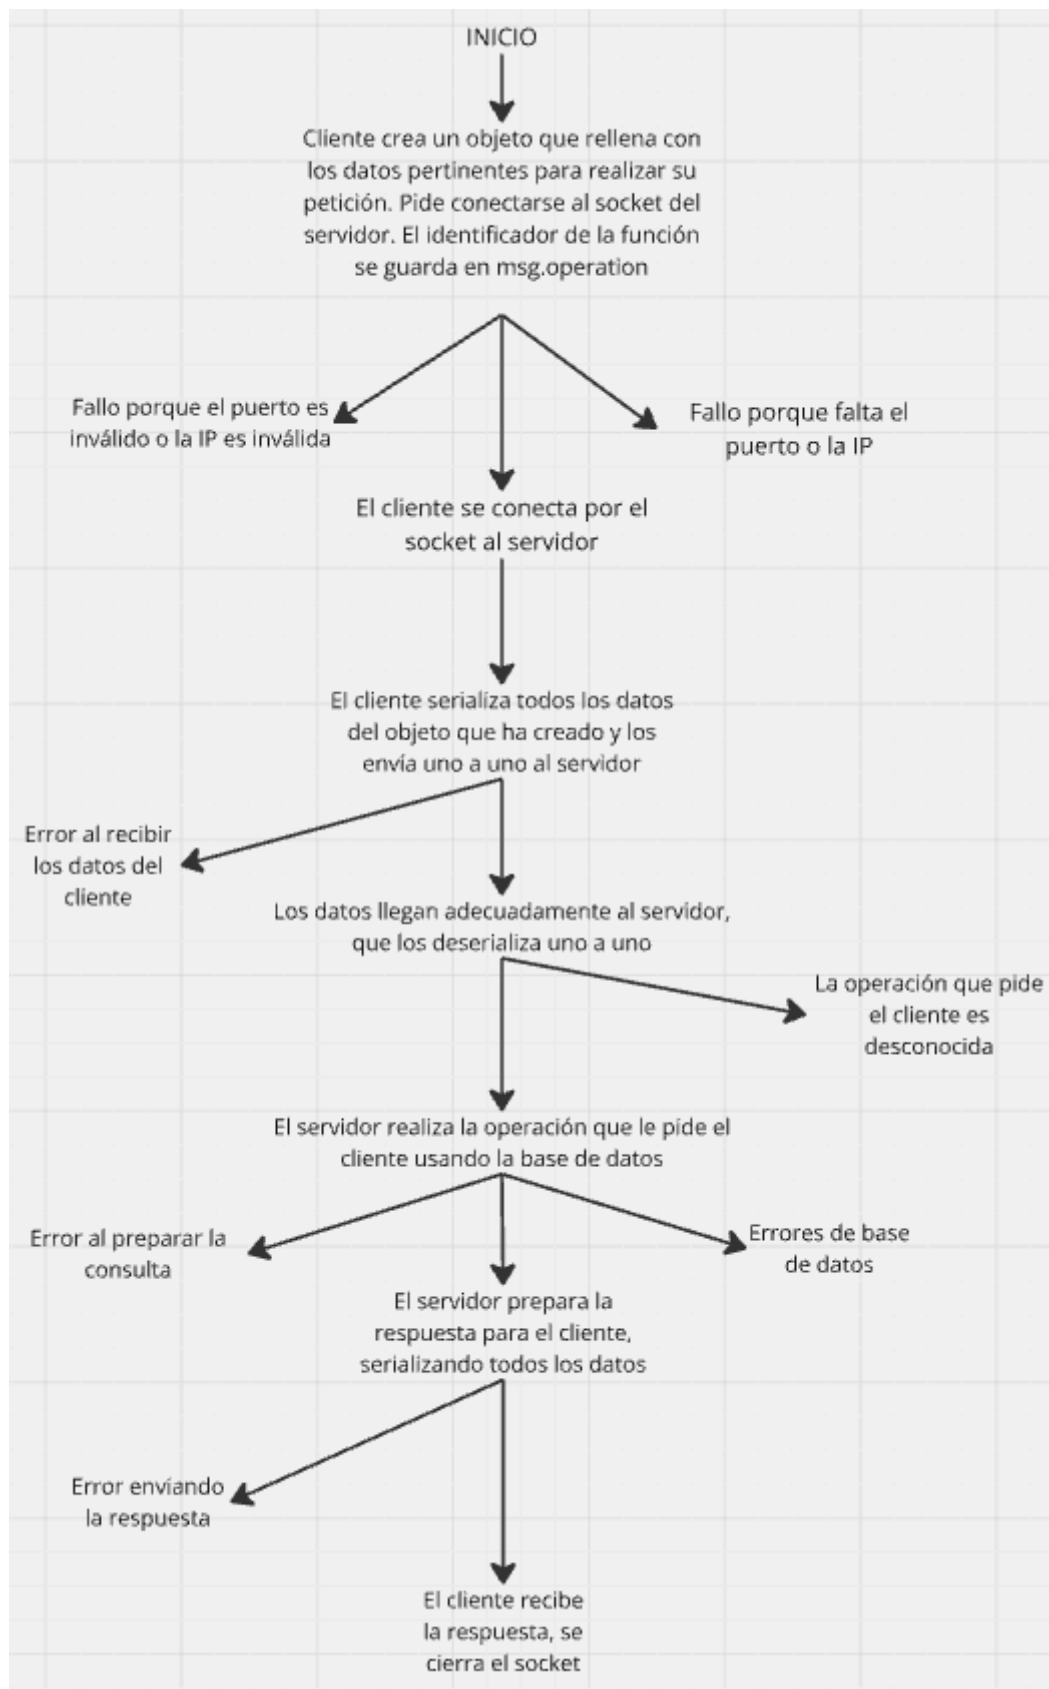 INICIO
Cliente crea un objeto que rellena con
los datos pertinentes para realizar su
petición. Pide conectarse al socket del
servidor. El identificador de la función
se guarda en msg.operation
Fallo porque el puerto es
inválido o la IP es inválida
Fallo porque falta el
puerto o la IP
El cliente se conecta por el
socket al servidor
El cliente serializa todos los datos
del objeto que ha creado y los
envía uno a uno al servidor
Error al recibir
los datos del
cliente
Los datos llegan adecuadamente al servidor,
que los deserializa uno a uno
La operación que pide
el cliente es
desconocida
El servidor realiza la operación que le pide el
cliente usando la base de datos
Error al preparar la
consulta
Errores de base
de datos
El servidor prepara la
respuesta para el cliente,
serializando todos los datos
Error enviando
la respuesta
El cliente recibe
la respuesta, se
cierra el socket